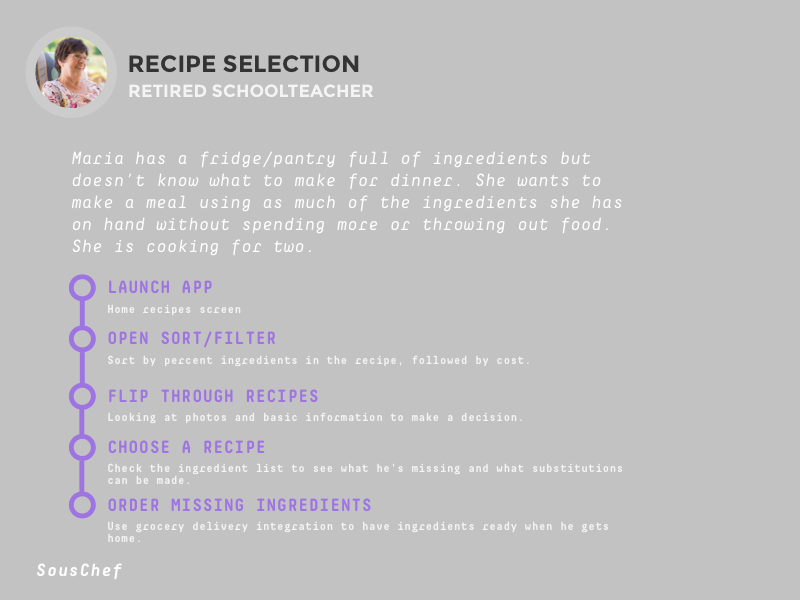 RECIPE SELECTION
RETIRED SCHOOLTEACHER
Maria has a fridge/pantry full of ingredients but
doesn't know what to make for dinner. She wants to
make a meal using as much of the ingredients she has
on hand without spending more or throwing out food.
She is cooking for two.
LAUNCH APP
Home recipes screen
OPEN SORT/FILTER
Sort by percent ingredients in the recipe, followed by cost.
FLIP THROUGH RECIPES
Looking at photos and basic information to make a decision.
CHOOSE A RECIPE
Check the ingredient list to see what he's missing and what substitutions
can be made.
ORDER MISSING INGREDIENTS
Use grocery delivery integration to have ingredients ready when he gets
home.
SousChef